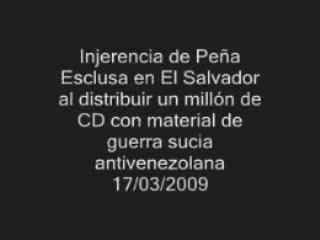 Injerencia de Peña
Esclusa en El Salvador
al distribuir un millón de
CD con material de
guerra sucia
antivenezolana
17/03/2009